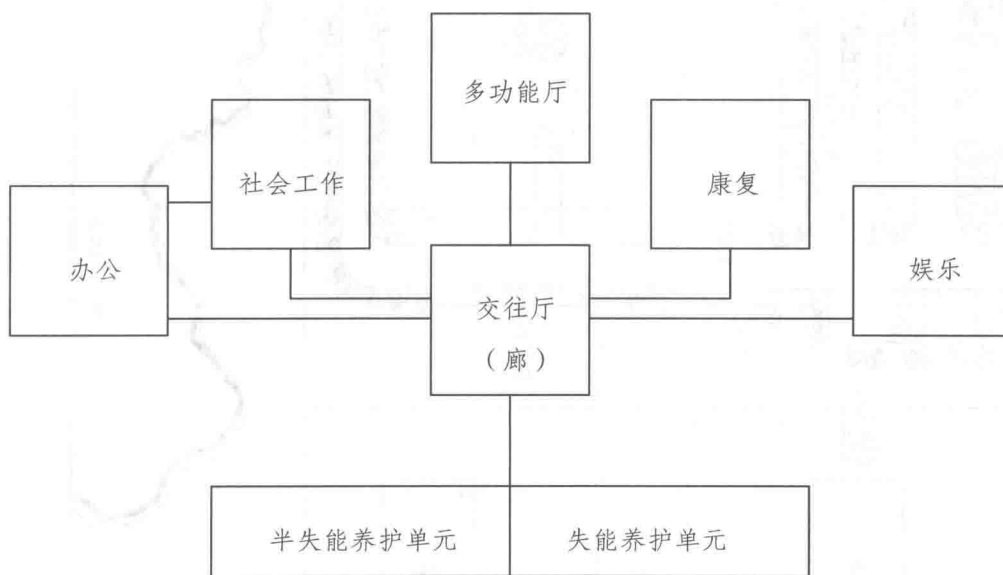 多功能厅
社会工作
康复
办公
娱乐
交往厅
（廊）
半失能养护单元
失能养护单元